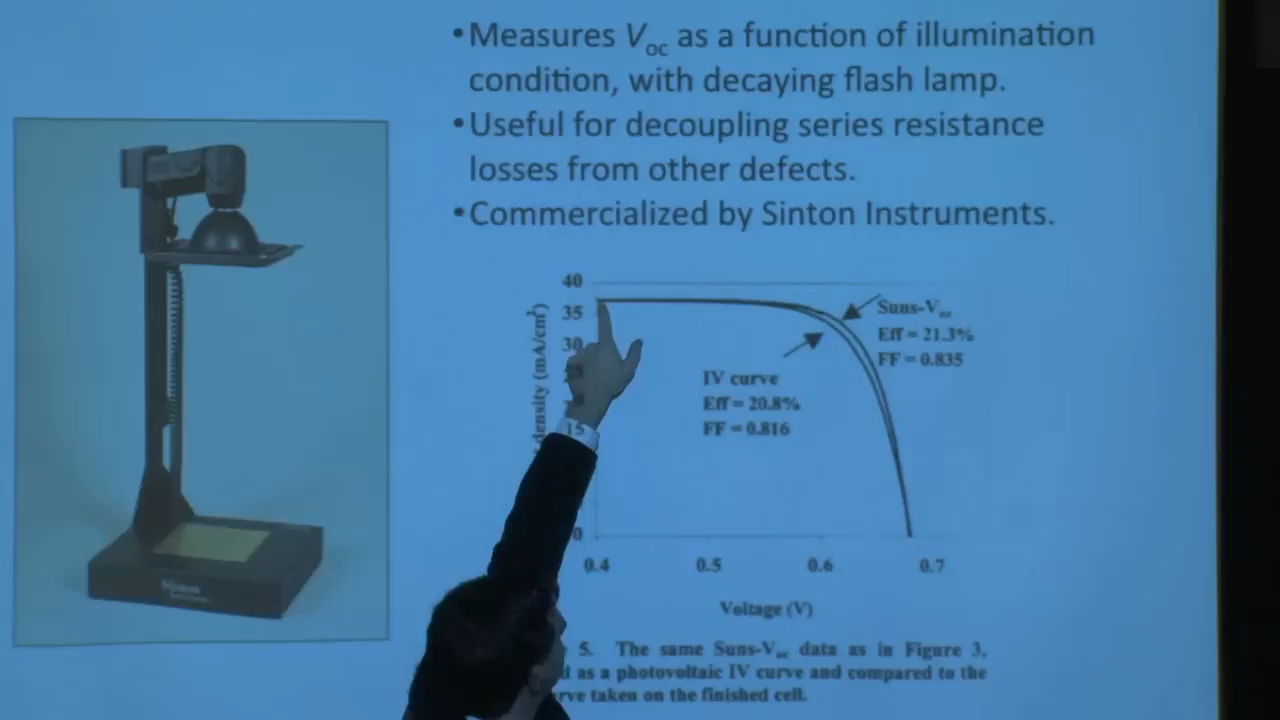 •Measures Voc as a function of illumination
condition, with decaying flash lamp.
•Useful for decoupling series resistance
losses from other defects.
•Commercialized by Sinton Instruments.
40
35
30
15
0
density (mA/cm²)
Suns-Voc
Eff = 21.3%
FF = 0.835
IV curve
Eff = 20.8%
FF = 0.816
0.4 0.5 0.6 0.7
Voltage (V)
Sinton
5. The same Suns-Voc data as in Figure 3,
as a photovoltaic IV curve and compared to the
taken on the finished cell.